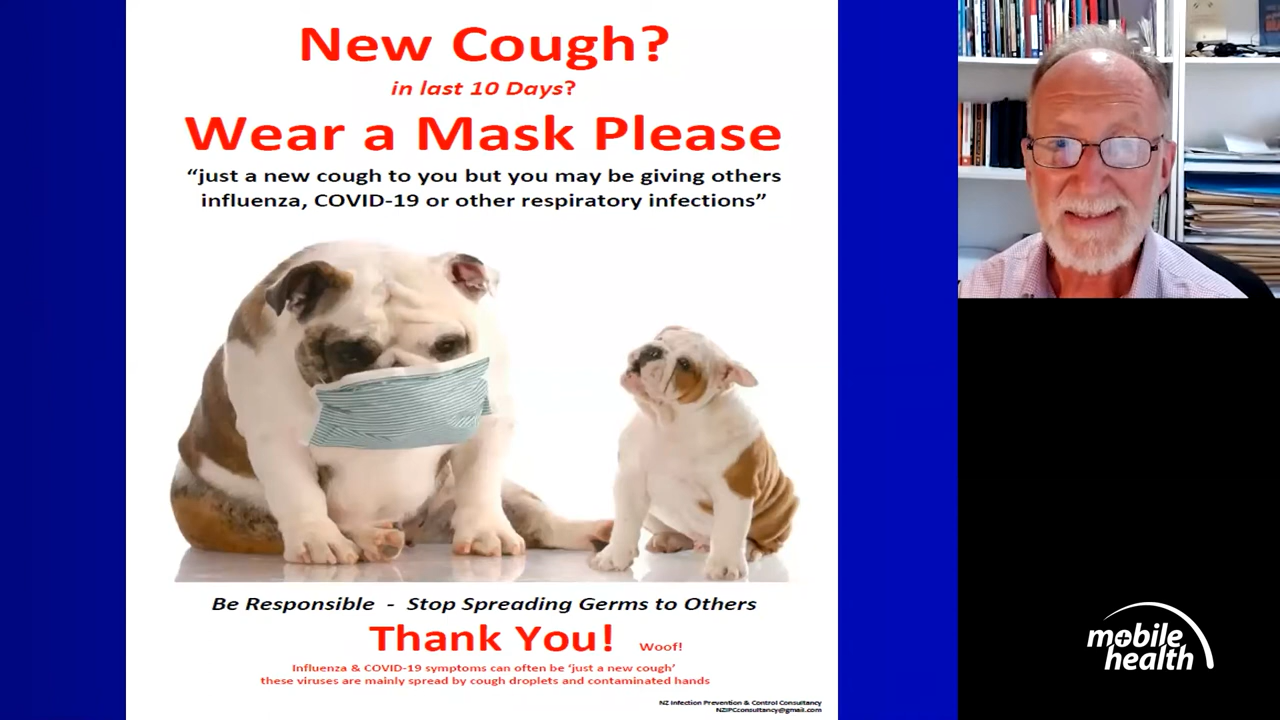 New Cough?
in last 10 Days?
Wear a Mask Please
“just a new cough to you but you may be giving others
influenza, COVID-19 or other respiratory infections”
Be Responsible - Stop Spreading Germs to Others
Thank You! Woof!
Influenza & COVID-19 symptoms can often be ‘just a new cough’
these viruses are mainly spread by cough droplets and contaminated hands
NZ Infection Prevention & Control Consultancy
NZIPCconsultancy@gmail.com
mobile
health